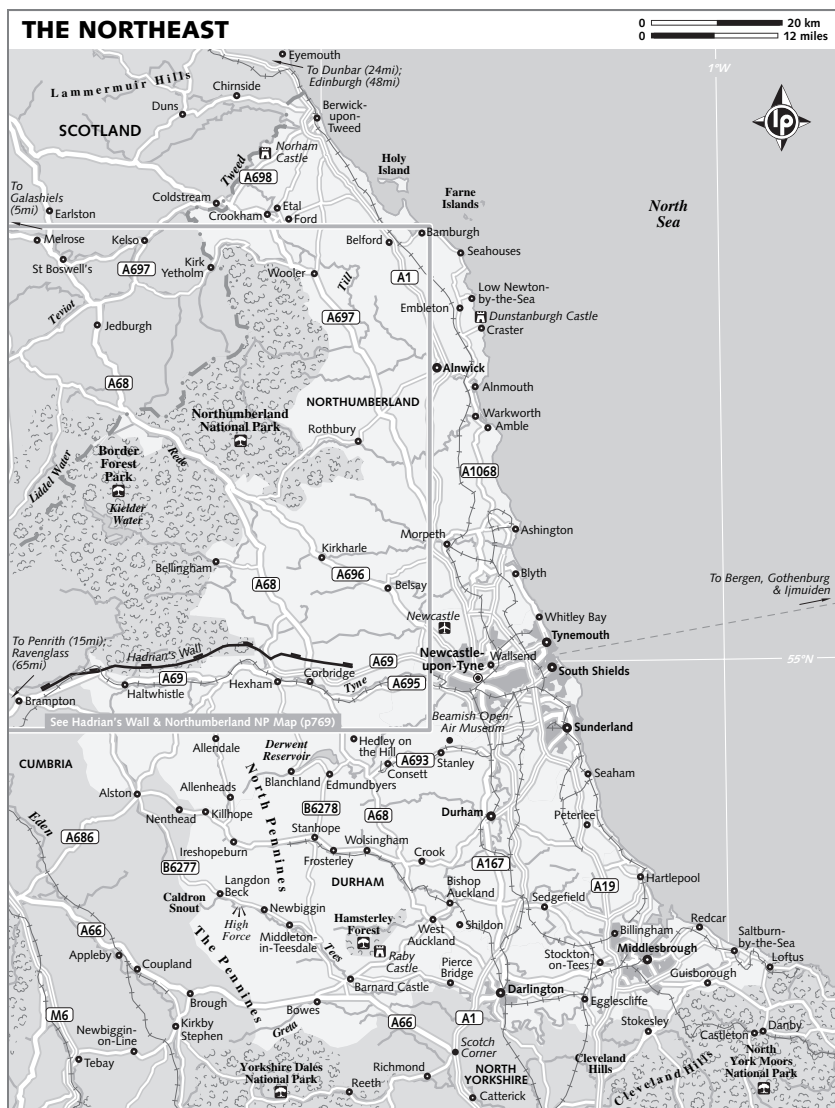 THE NORTHEAST
0 20 km
0 12 miles
Eyemouth
To Dunbar (24mi);
Edinburgh (48mi)
1°W
Lammermuir Hills
Chirnside
Duns
Berwick-
upon-
Tweed
lp
SCOTLAND
Norham
Castle
Tweed
Holy
Island
A698
To
Galashiels
(5mi)
Coldstream
Etal
Farne
Islands
Earlston
Crookham
Ford
North
Sea
Melrose
Kelso
Belford
Bamburgh
Seahouses
St Boswell's
A697
Kirk
Yetholm
Wooler
Till
A1
Low Newton-
by-the-Sea
Teviot
Embleton
Dunstanburgh Castle
A697
Craster
Jedburgh
Alnwick
A68
Alnmouth
NORTHUMBERLAND
Northumberland
National Park
Warkworth
Amble
Rothbury
Border
Forest
Park
Rede
Liddel Water
A1068
Kielder
Water
Ashington
Morpeth
Kirkharle
Bellingham
Blyth
A68
A696
Belsay
To Bergen, Gothenburg
& Ijmuiden
Newcastle
Whitley Bay
To Penrith (15mi);
Ravenglass
(65mi)
Tynemouth
Hadrian's Wall
Newcastle-
upon-Tyne
Wallsend
55°N
A69
South Shields
A69
Corbridge
Tyne
Haltwhistle
Hexham
A695
Brampton
See Hadrian's Wall & Northumberland NP Map (p769)
Beamish Open-
Air Museum
Sunderland
Allendale
Derwent
Reservoir
Hedley on
the Hill
A693
Stanley
CUMBRIA
Consett
Blanchland
Edmundbyers
Seaham
Allenheads
Alston
North Pennines
B6278
A68
Nenthead
Killhope
Durham
Peterlee
Eden
Stanhope
A686
Wolsingham
Ireshopeburn
Frosterley
Crook
B6277
A167
Langdon
Beck
DURHAM
Bishop
Auckland
Hartlepool
A19
Caldron
Snout
Newbiggin
Sedgefield
High
Force
Hamsterley
Forest
Redcar
Middleton-
in-Teesdale
West
Auckland
Shildon
Billingham
Saltburn-
by-the-Sea
A66
The Pennines
Tees
Raby
Castle
Middlesbrough
Appleby
Stockton-
on-Tees
Loftus
Coupland
Pierce
Bridge
Guisborough
Barnard Castle
Darlington
Brough
Bowes
Egglescliffe
M6
A66
A1
Greta
Stokesley
Newbiggin-
on-Line
Kirkby
Stephen
Castleton
Danby
Scotch
Corner
Tebay
Cleveland
Hills
North
York Moors
National Park
Yorkshire Dales
National Park
Richmond
NORTH
YORKSHIRE
Cleveland Hills
Reeth
Catterick